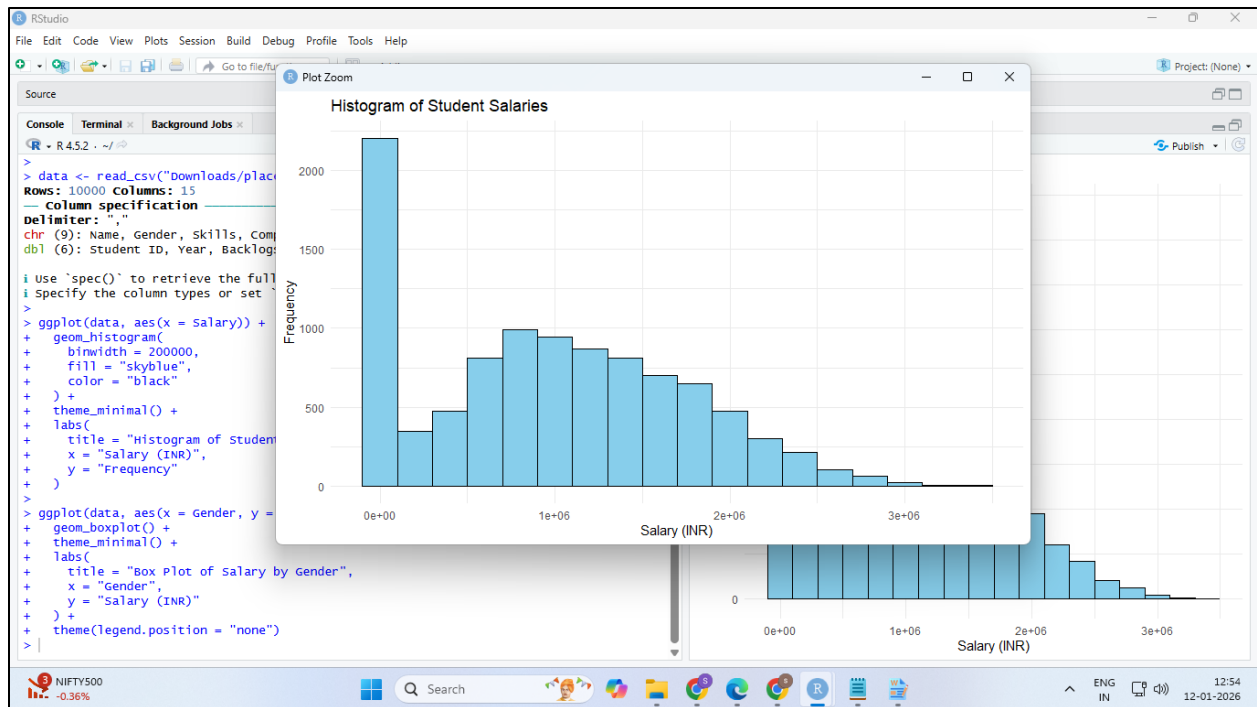 RStudio
File Edit Code View Plots Session Build Debug Profile Tools Help
Go to file/fu
Project: (None)
Source
Console Terminal Background Jobs
R 4.5.2 · ~/
Publish
>
> data <- read_csv("Downloads/plac
Rows: 10000 Columns: 15
── Column specification ──
Delimiter: ","
chr (9): Name, Gender, Skills, Com
dbl (6): Student ID, Year, Backlogs
i Use `spec()` to retrieve the full
i Specify the column types or set `
>
> ggplot(data, aes(x = Salary)) +
+   geom_histogram(
+     binwidth = 200000,
+     fill = "skyblue",
+     color = "black"
+   ) +
+   theme_minimal() +
+   labs(
+     title = "Histogram of Student
+     x = "Salary (INR)",
+     y = "Frequency"
+   )
>
> ggplot(data, aes(x = Gender, y =
+   geom_boxplot() +
+   theme_minimal() +
+   labs(
+     title = "Box Plot of Salary by Gender",
+     x = "Gender",
+     y = "Salary (INR)"
+   ) +
+   theme(legend.position = "none")
>
Plot Zoom
Histogram of Student Salaries
2000
1500
1000
500
0
Frequency
0e+00 1e+06 2e+06 3e+06
Salary (INR)
0
0e+00 1e+06 2e+06 3e+06
Salary (INR)
3
NIFTY500
-0.36%
Search
ENG
IN
12:54
12-01-2026